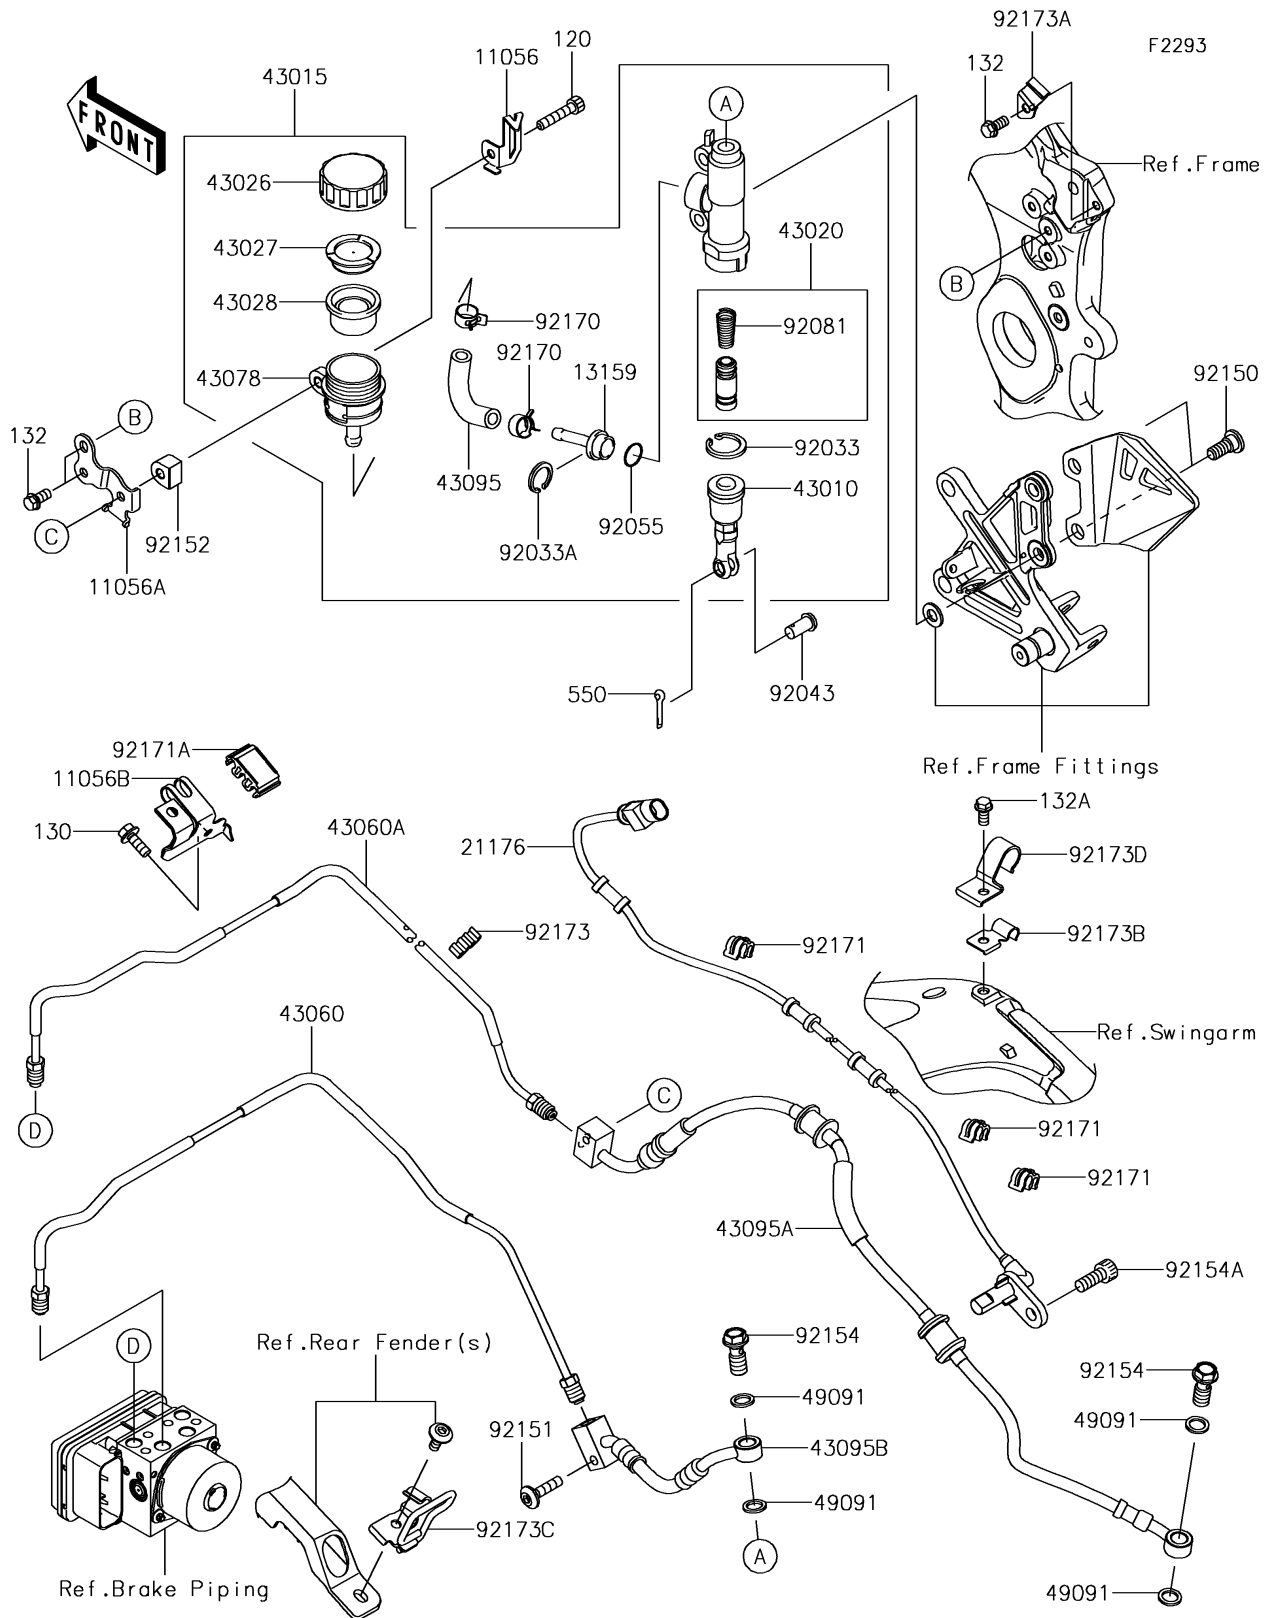 92173A
F2293
120
11056
132
43015
A
FRONT
Ref.Frame
43026
43020
43027
B
43028
92170
92081
92170
43078
13159
92150
B
132
92033
43095
43010
C
92055
92152
92033A
11056A
550
92043
92171A
Ref.Frame Fittings
11056B
132A
130
43060A
21176
92173D
92173
92171
92173B
43060
Ref.Swingarm
C
D
92171
92171
43095A
92154A
D
Ref.Rear Fender(s)
92154
92154
49091
49091
92151
43095B
49091
92173C
A
Ref.Brake Piping
49091